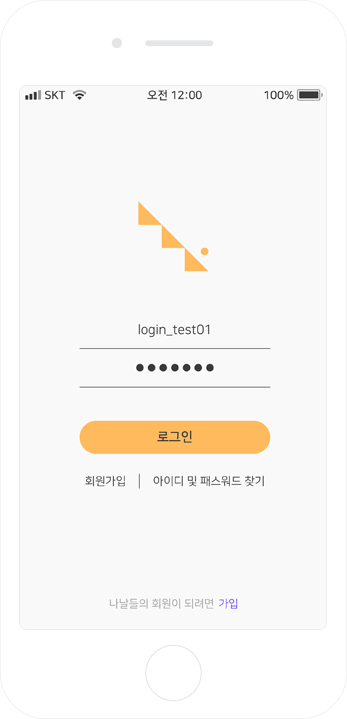 SKT 오전 12:00 100%
login_test01
●●●●●●●
로그인
회원가입 | 아이디 및 패스워드 찾기
나날들의 회원이 되려면 가입